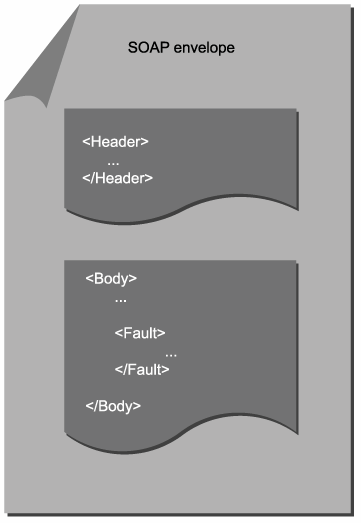 SOAP envelope
<Header>
...
</Header>
<Body>
...
<Fault>
...
</Fault>
</Body>